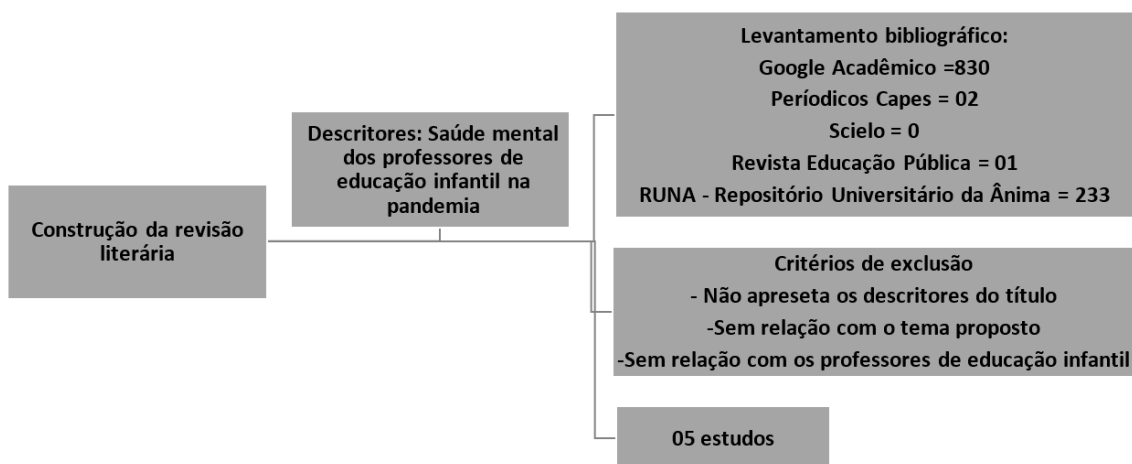 Construção da revisão
literária
Descritores: Saúde mental
dos professores de
educação infantil na
pandemia
Levantamento bibliográfico:
Google Acadêmico =830
Períodicos Capes = 02
Scielo = 0
Revista Educação Pública = 01
RUNA - Repositório Universitário da Ânima = 233
Critérios de exclusão
- Não apreseta os descritores do título
-Sem relação com o tema proposto
-Sem relação com os professores de educação infantil
05 estudos